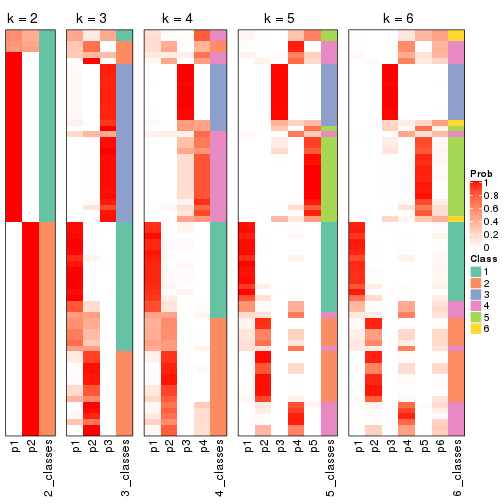 k = 2
k = 3
k = 4
k = 5
k = 6
Prob
1
0.8
0.6
0.4
0.2
0
Class
1
2
3
4
5
6
p1
p2
2_classes
p1
p2
p3
3_classes
p1
p2
p3
p4
4_classes
p1
p2
p3
p4
p5
5_classes
p1
p2
p3
p4
p5
p6
6_classes